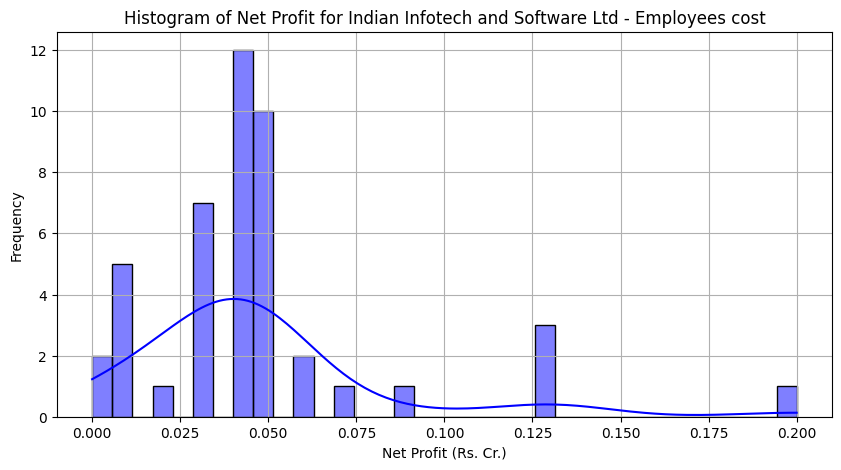 Histogram of Net Profit for Indian Infotech and Software Ltd - Employees cost
12
10
8
6
4
2
0
Frequency
0.000 0.025 0.050 0.075 0.100 0.125 0.150 0.175 0.200
Net Profit (Rs. Cr.)